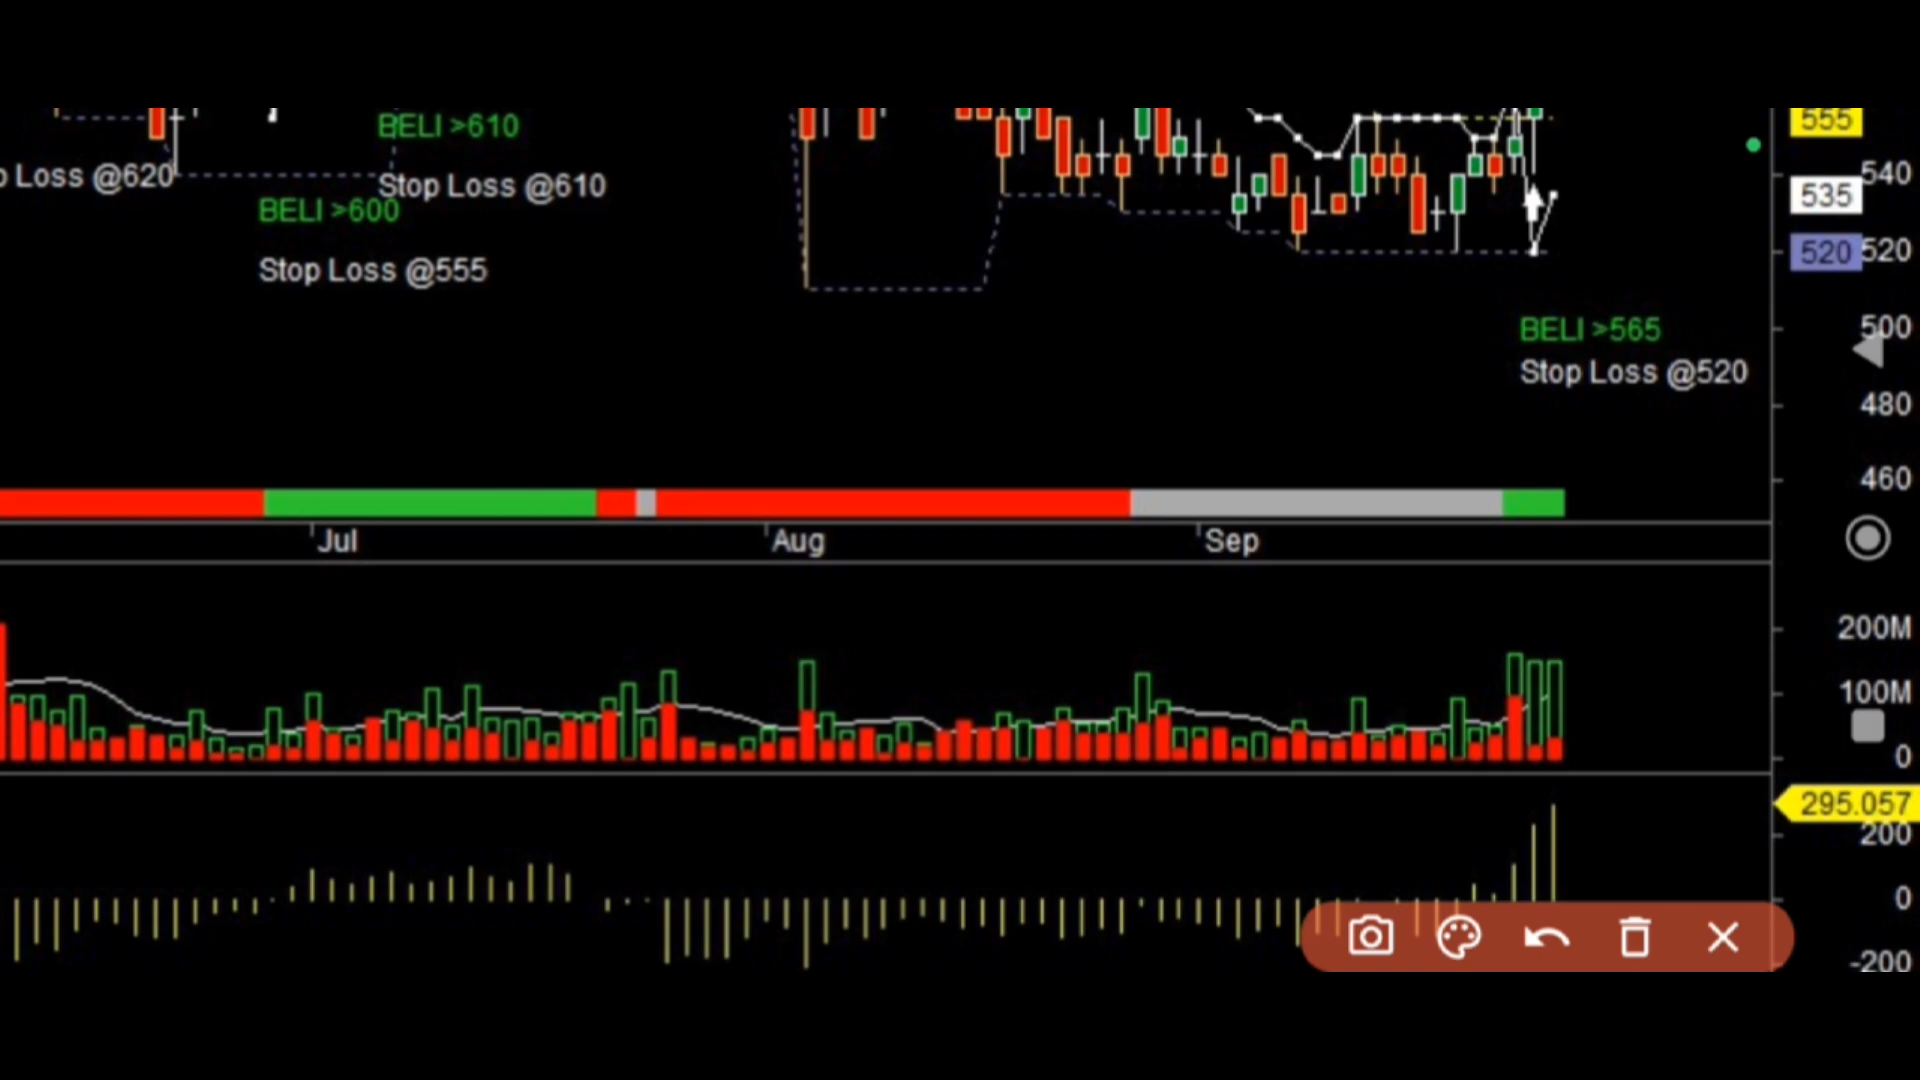 BELI >610
Stop Loss @610
Loss @620
BELI >600
Stop Loss @555
BELI >565
Stop Loss @520
555
540
535
520
520
500
480
460
Jul
Aug
Sep
200M
100M
0
295.057
200
0
-200